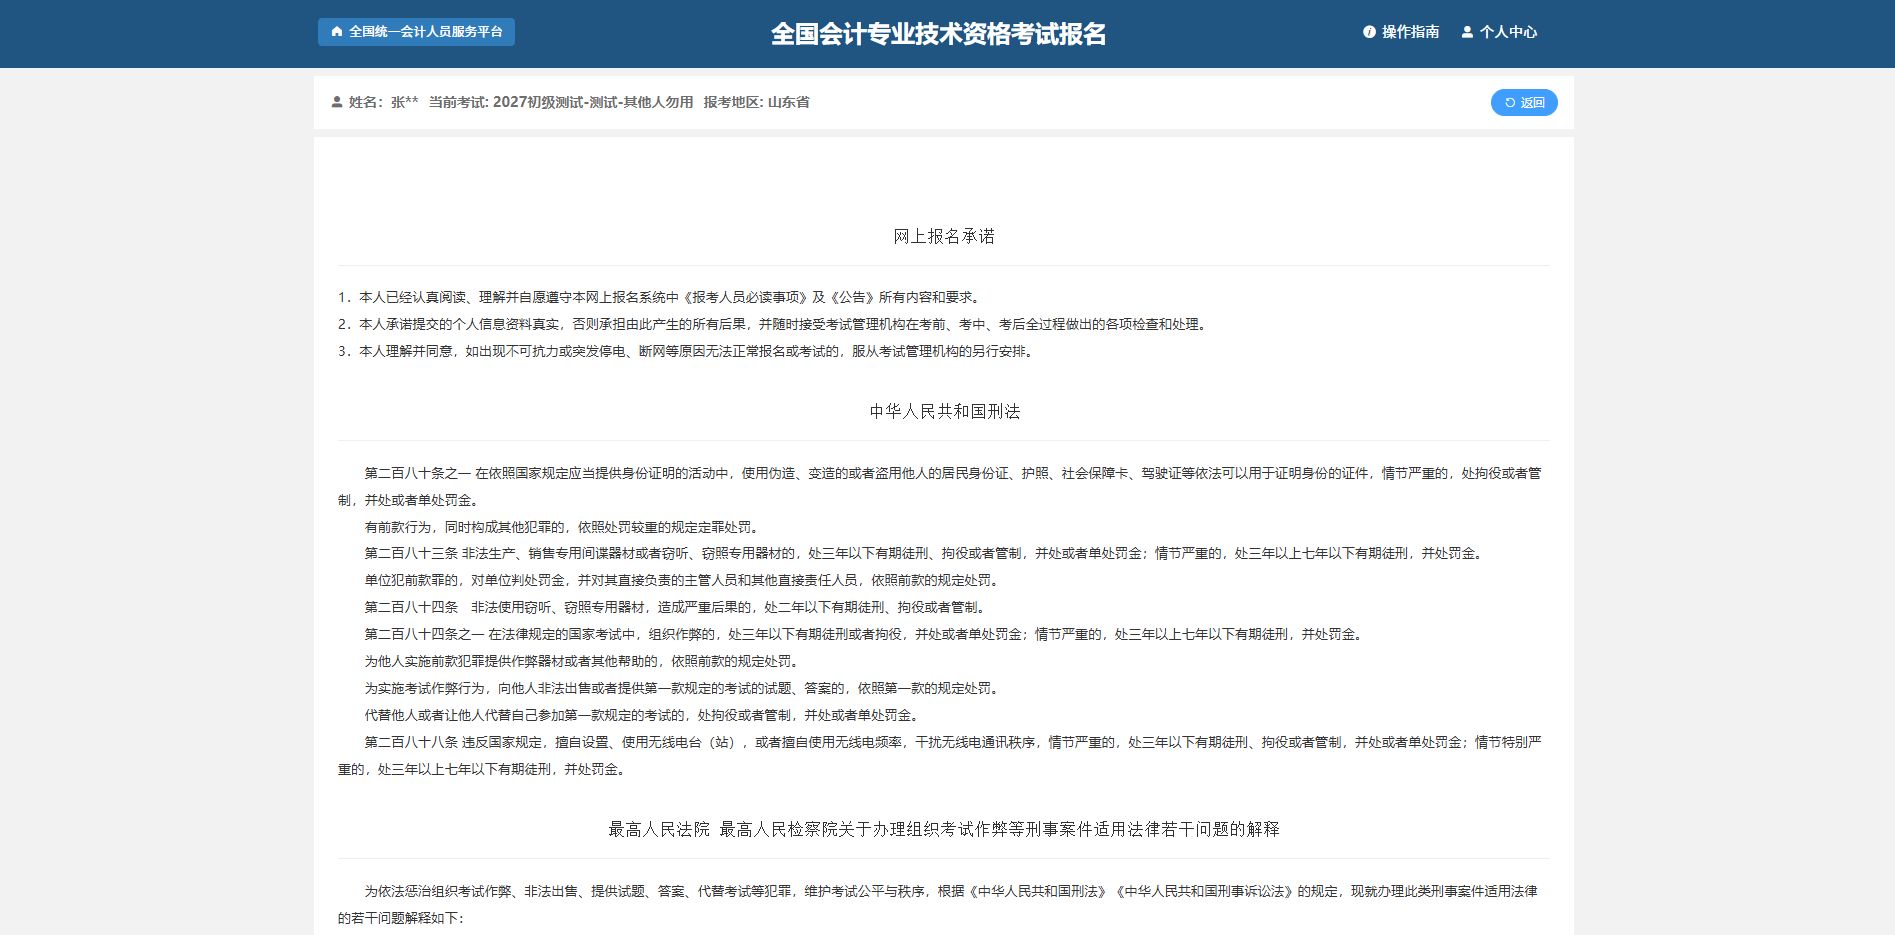 全国统一会计人员服务平台
全国会计专业技术资格考试报名
操作指南 个人中心
姓名：张** 当前考试: 2027初级测试-测试-其他人勿用 报考地区: 山东省
返回
网上报名承诺
1．本人已经认真阅读、理解并自愿遵守本网上报名系统中《报考人员必读事项》及《公告》所有内容和要求。
2．本人承诺提交的个人信息资料真实，否则承担由此产生的所有后果，并随时接受考试管理机构在考前、考中、考后全过程做出的各项检查和处理。
3．本人理解并同意，如出现不可抗力或突发停电、断网等原因无法正常报名或考试的，服从考试管理机构的另行安排。
中华人民共和国刑法
第二百八十条之一 在依照国家规定应当提供身份证明的活动中，使用伪造、变造的或者盗用他人的居民身份证、护照、社会保障卡、驾驶证等依法可以用于证明身份的证件，情节严重的，处拘役或者管
制，并处或者单处罚金。
有前款行为，同时构成其他犯罪的，依照处罚较重的规定定罪处罚。
第二百八十三条 非法生产、销售专用间谍器材或者窃听、窃照专用器材的，处三年以下有期徒刑、拘役或者管制，并处或者单处罚金；情节严重的，处三年以上七年以下有期徒刑，并处罚金。
单位犯前款罪的，对单位判处罚金，并对其直接负责的主管人员和其他直接责任人员，依照前款的规定处罚。
第二百八十四条　非法使用窃听、窃照专用器材，造成严重后果的，处二年以下有期徒刑、拘役或者管制。
第二百八十四条之一 在法律规定的国家考试中，组织作弊的，处三年以下有期徒刑或者拘役，并处或者单处罚金；情节严重的，处三年以上七年以下有期徒刑，并处罚金。
为他人实施前款犯罪提供作弊器材或者其他帮助的，依照前款的规定处罚。
为实施考试作弊行为，向他人非法出售或者提供第一款规定的考试的试题、答案的，依照第一款的规定处罚。
代替他人或者让他人代替自己参加第一款规定的考试的，处拘役或者管制，并处或者单处罚金。
第二百八十八条 违反国家规定，擅自设置、使用无线电台（站），或者擅自使用无线电频率，干扰无线电通讯秩序，情节严重的，处三年以下有期徒刑、拘役或者管制，并处或者单处罚金；情节特别严
重的，处三年以上七年以下有期徒刑，并处罚金。
最高人民法院 最高人民检察院关于办理组织考试作弊等刑事案件适用法律若干问题的解释
为依法惩治组织考试作弊、非法出售、提供试题、答案、代替考试等犯罪，维护考试公平与秩序，根据《中华人民共和国刑法》《中华人民共和国刑事诉讼法》的规定，现就办理此类刑事案件适用法律
的若干问题解释如下：